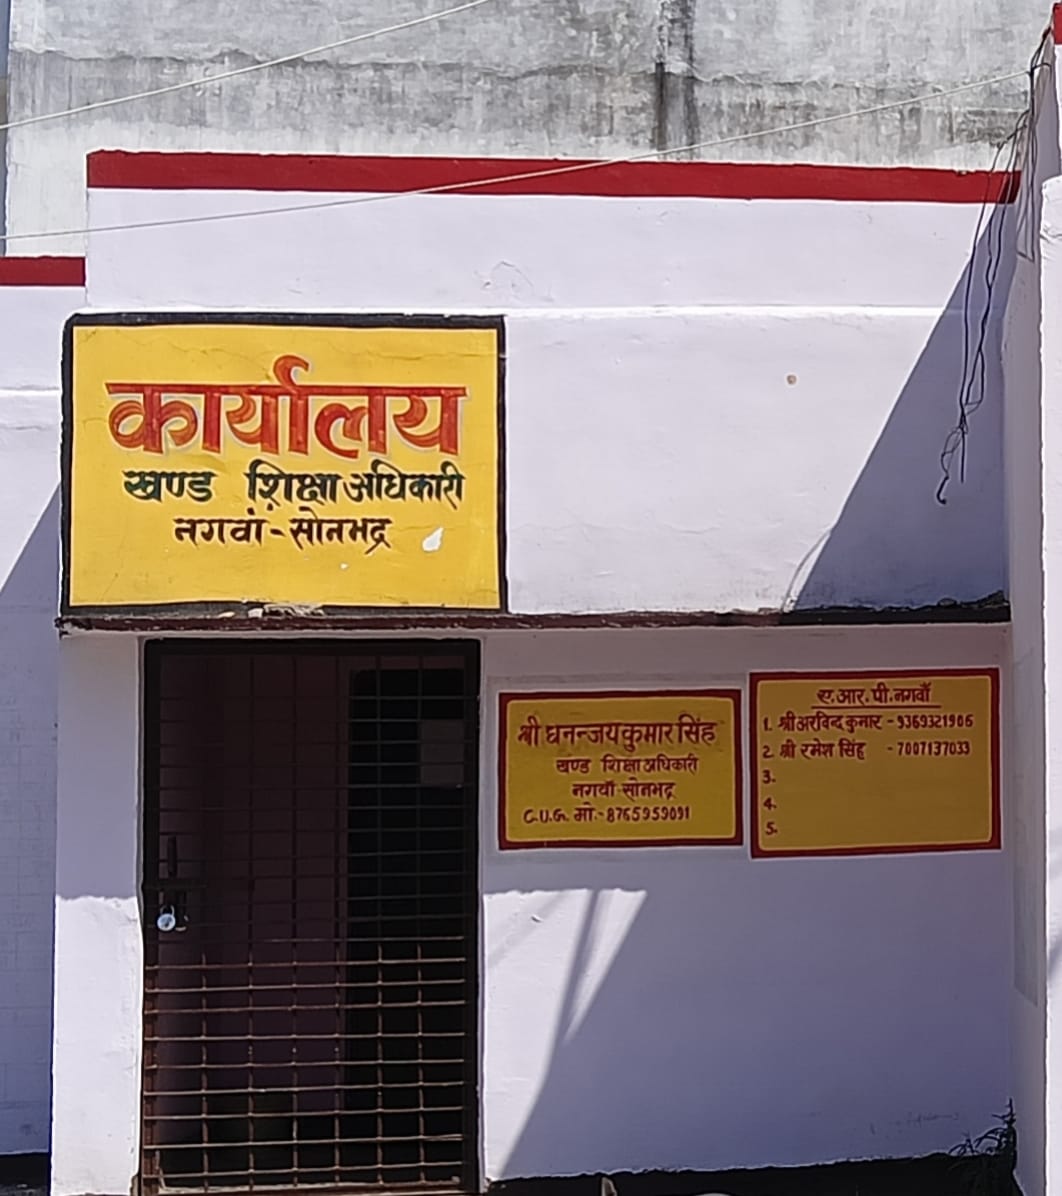 कार्यालय
खण्ड शिक्षा अधिकारी
नगवां-सोनभद्र
श्री धनन्जय कुमार सिंह
खण्ड शिक्षा अधिकारी
नगवाँ-सोनभद्र
C.U.G. मो.-8765959091
ए.आर.पी.नगवाँ
1. श्री अरविन्द कुमार - 9369321906
2. श्री रमेश सिंह - 7007137033
3.
4.
5.